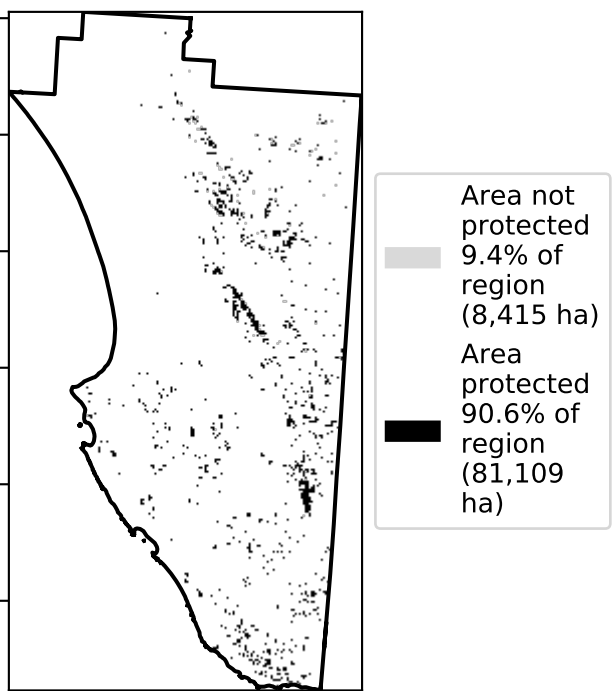 Area not
protected
9.4% of
region
(8,415 ha)
Area
protected
90.6% of
region
(81,109
ha)